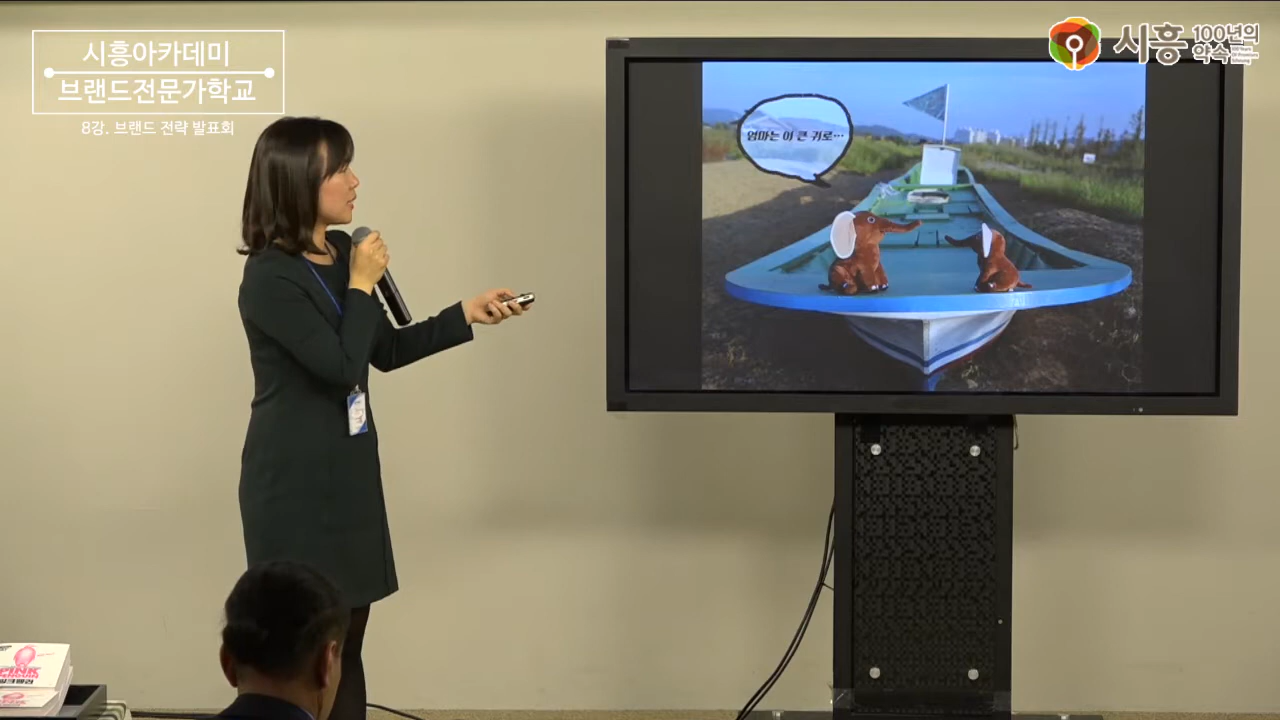 시흥아카데미
브랜드전문가학교
8강. 브랜드 전략 발표회
시흥
100년의
약속
엄마는 이 큰 귀로…
PINK